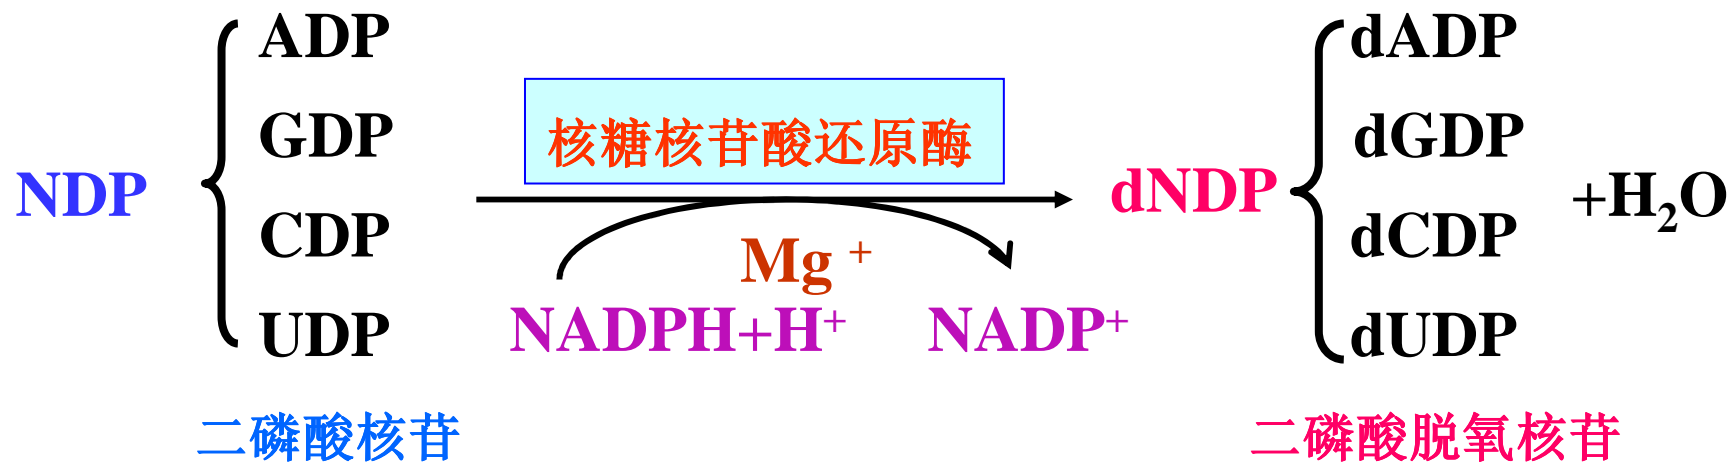 NDP
ADP
GDP
CDP
UDP
二磷酸核苷
核糖核苷酸还原酶
Mg +
NADPH+H+ NADP+
dNDP
dADP
dGDP
dCDP
dUDP
+H₂O
二磷酸脱氧核苷